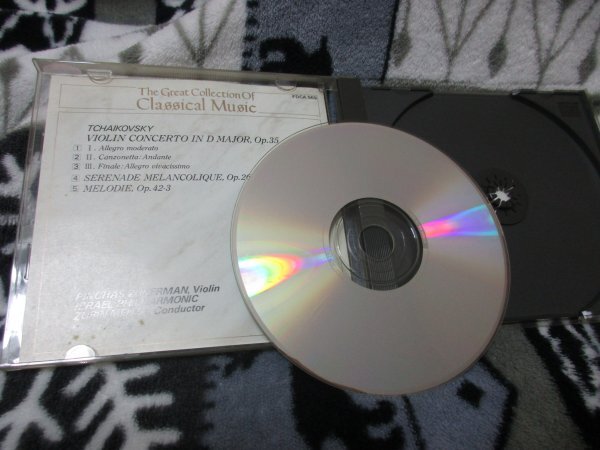 The Great Collection Of
Classical Music
TCHAIKOVSKY
VIOLIN CONCERTO IN D MAJOR, Op.35
1 I. Allegro moderato
2 II. Canzonetta: Andante
3 III. Finale: Allegro vivacissimo
4 SERENADE MELANCOLIQUE, Op.26
5 MELODIE, Op. 42-3
Violin
Conductor